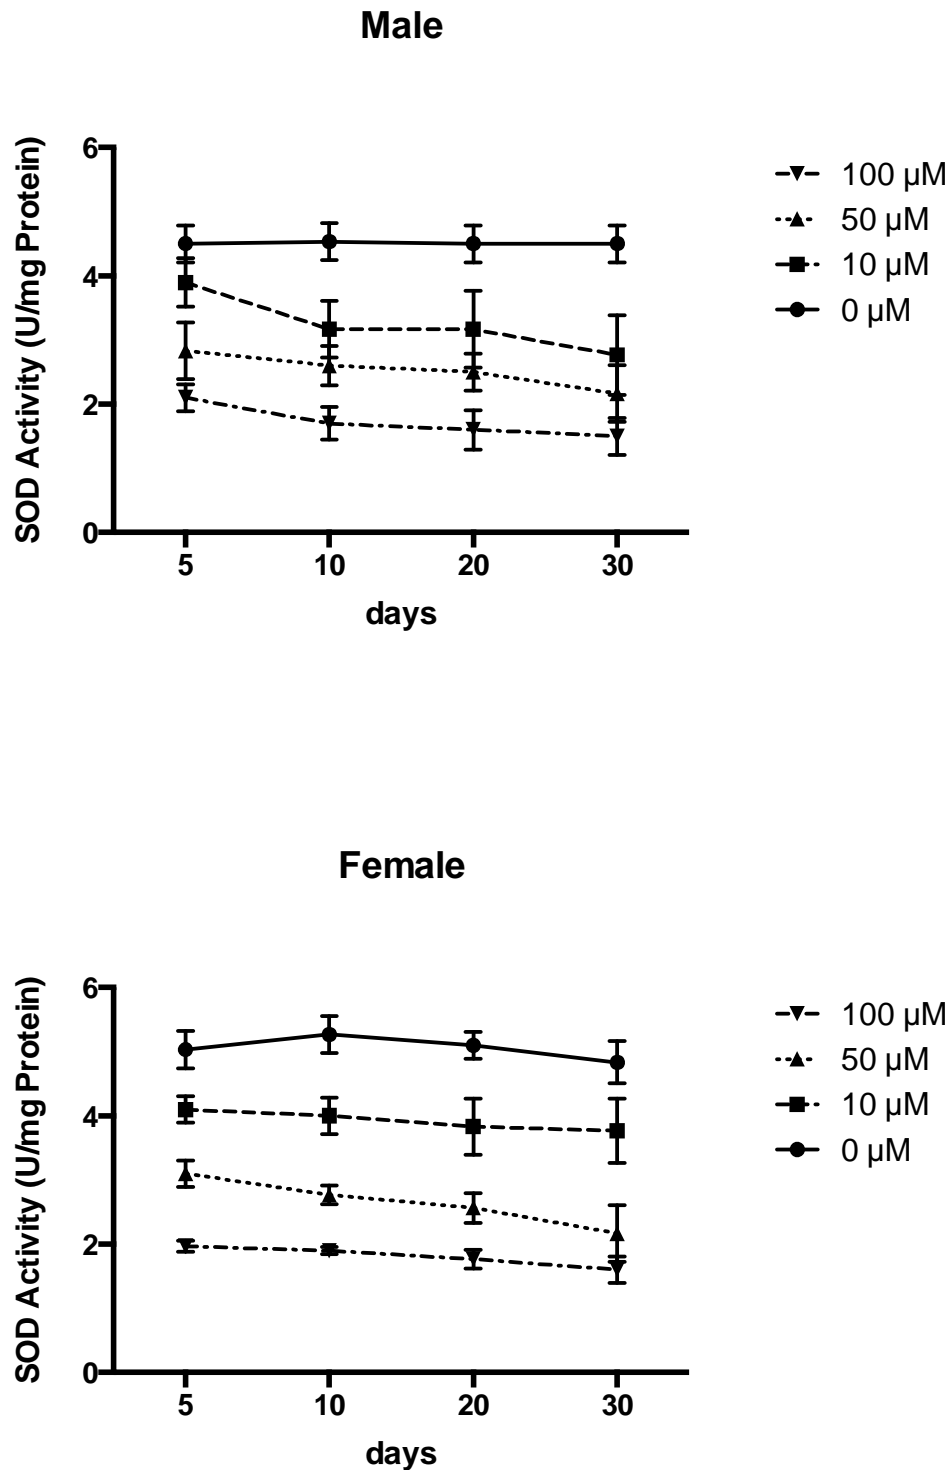 Male
SOD Activity (U/mg Protein)
6
4
2
0
5 10 20 30
days
100 µM
50 µM
10 µM
0 µM
Female
SOD Activity (U/mg Protein)
6
4
2
0
5 10 20 30
days
100 µM
50 µM
10 µM
0 µM